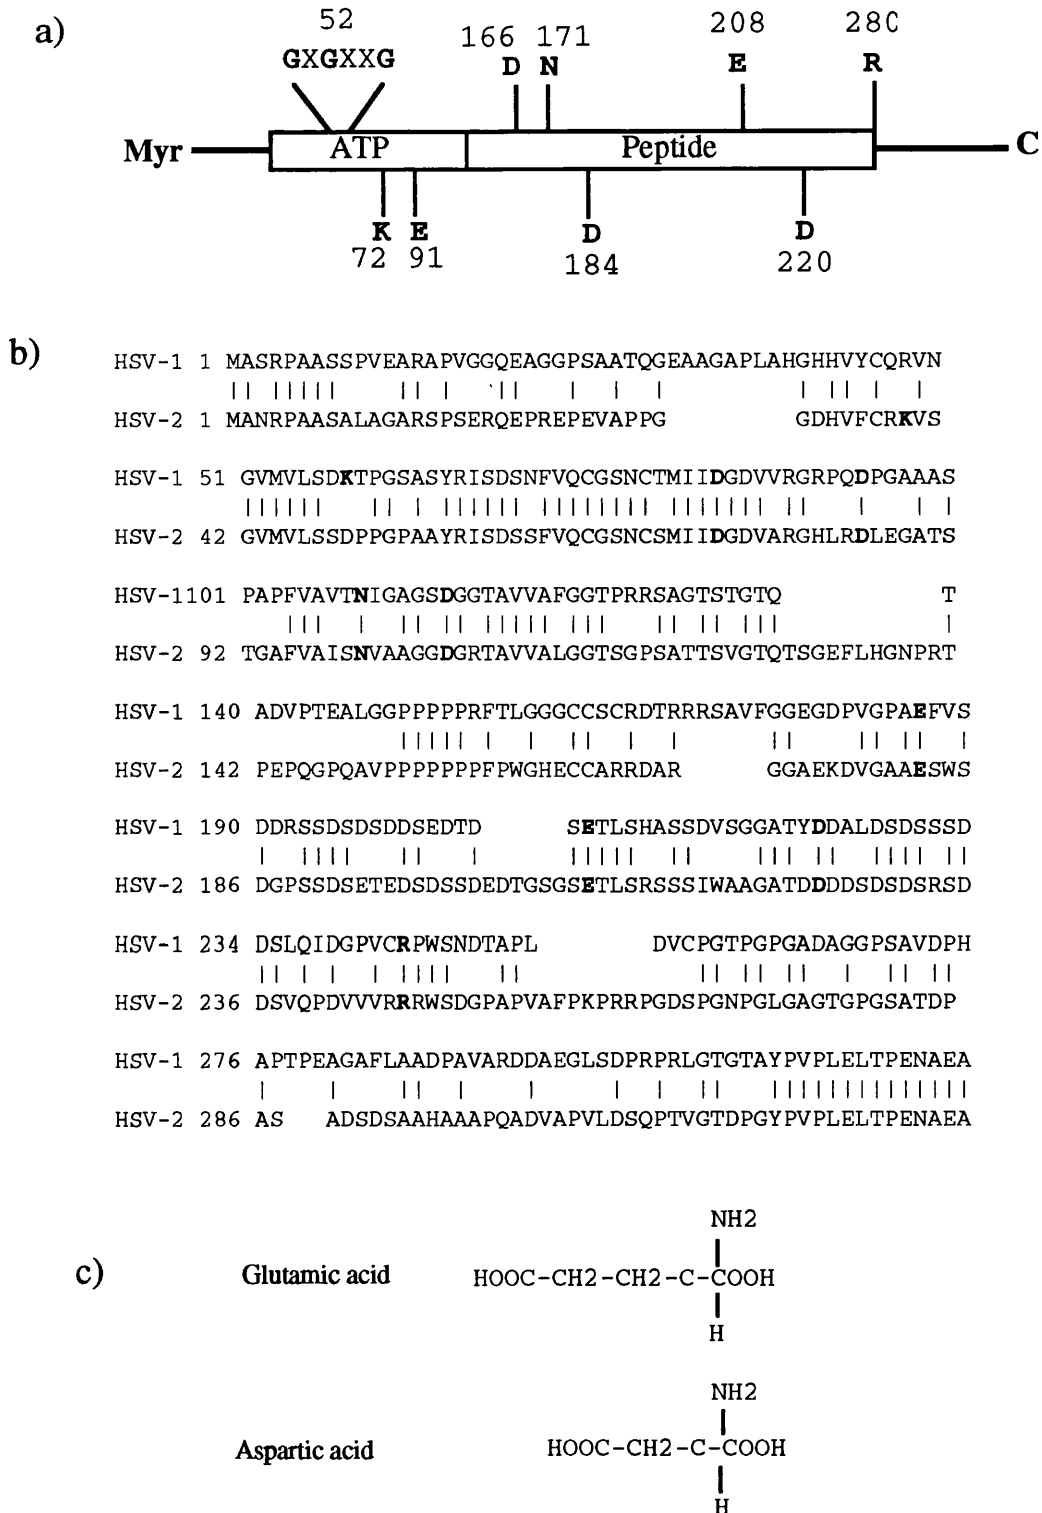 a)
52
166 171
208
280
GXGXXG
D N
E
R
Myr
ATP
Peptide
C
K E
D
D
72 91
184
220
b)
HSV-1 1 MASRPAASSPVEARAPVGGQEAGGPSAATQGEAAGAPLAHGHHVYCQRVN
HSV-2 1 MANRPAASALAGARSPSERQEPREPEVAPPG GDHVFCRKVS
HSV-1 51 GVMVLSDKTPGSASYRISDSNFVQCGSNCTMIIDGDVVRGRPQDPGAAAS
HSV-2 42 GVMVLSSDPPGPAAYRISDSSFVQCGSNCSMIIDGDVARGHLRDLEGATS
HSV-1101 PAPFVAVTNIGAGSDGGTAVVAFGGTPRRSAGTSTGTQ T
HSV-2 92 TGAFVAISNVAAGGDGRTAVVALGGTSGPSATTSVGTQTSGEFLHGNPRT
HSV-1 140 ADVPTEALGGPPPPPRFTLGGGCCSCRDTRRRSAVFGGEGDPVGPAEFVS
HSV-2 142 PEPQGPQAVPPPPPPPFPWGHECCARRDAR GGAEKDVGAAESWS
HSV-1 190 DDRSSDSDSDDSEDTD SETLSHASSDVSGGATYDDALDSDSSSD
HSV-2 186 DGPSSDSETEDSDSSDEDTGSGSETLSRSSSIWAAGATDDDDSDSDSRSD
HSV-1 234 DSLQIDGPVCRPWSNDTAPL DVCPGTPGPGADAGGPSAVDPH
HSV-2 236 DSVQPDVVVRRRWSDGPAPVAFPKPRRPGDSPGNPGLGAGTGPGSATDP
HSV-1 276 APTPEAGAFLAADPAVARDDAEGLSDPRPRLGTGTAYPVPLELTPENAEA
HSV-2 286 AS ADSDSAAHAAAPQADVAPVLDSQPTVGTDPGYPVPLELTPENAEA
c)
NH2
Glutamic acid HOOC-CH2-CH2-C-COOH
H
NH2
Aspartic acid HOOC-CH2-C-COOH
H